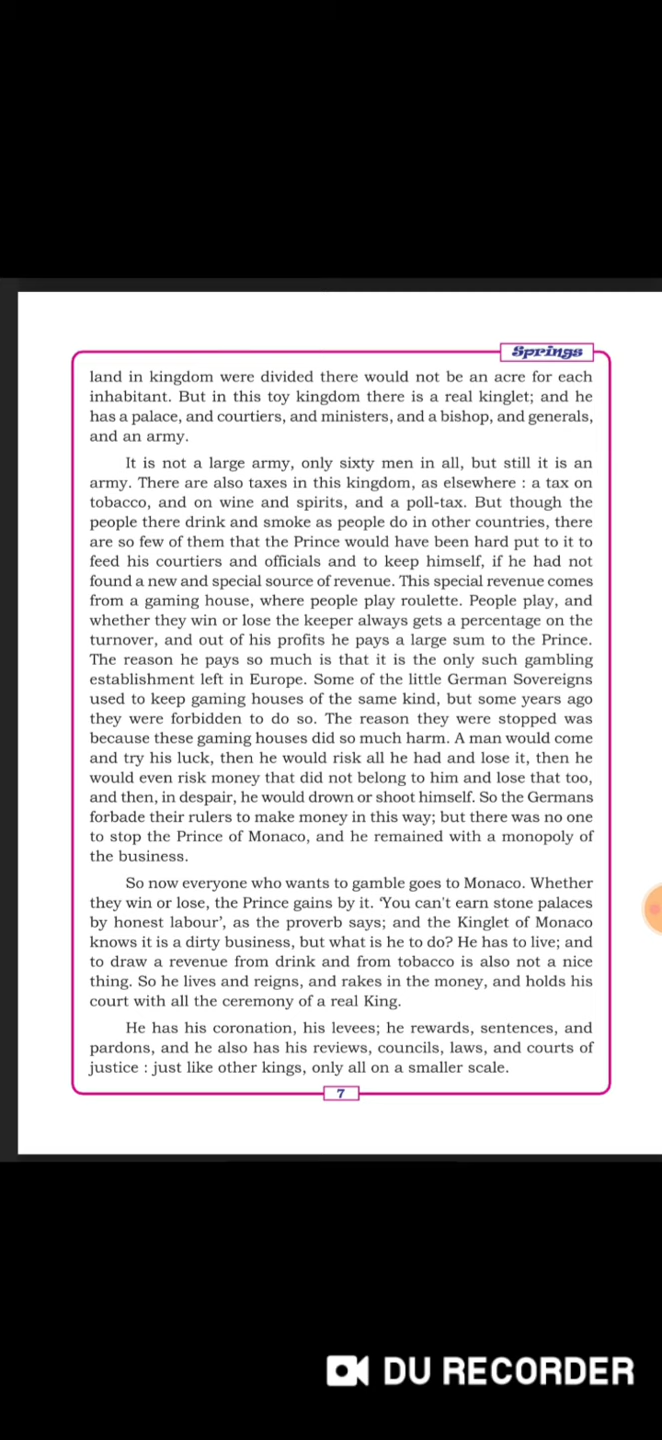 Springs
land in kingdom were divided there would not be an acre for each
inhabitant. But in this toy kingdom there is a real kinglet; and he
has a palace, and courtiers, and ministers, and a bishop, and generals,
and an army.
It is not a large army, only sixty men in all, but still it is an
army. There are also taxes in this kingdom, as elsewhere : a tax on
tobacco, and on wine and spirits, and a poll-tax. But though the
people there drink and smoke as people do in other countries, there
are so few of them that the Prince would have been hard put to it to
feed his courtiers and officials and to keep himself, if he had not
found a new and special source of revenue. This special revenue comes
from a gaming house, where people play roulette. People play, and
whether they win or lose the keeper always gets a percentage on the
turnover, and out of his profits he pays a large sum to the Prince.
The reason he pays so much is that it is the only such gambling
establishment left in Europe. Some of the little German Sovereigns
used to keep gaming houses of the same kind, but some years ago
they were forbidden to do so. The reason they were stopped was
because these gaming houses did so much harm. A man would come
and try his luck, then he would risk all he had and lose it, then he
would even risk money that did not belong to him and lose that too,
and then, in despair, he would drown or shoot himself. So the Germans
forbade their rulers to make money in this way; but there was no one
to stop the Prince of Monaco, and he remained with a monopoly of
the business.
So now everyone who wants to gamble goes to Monaco. Whether
they win or lose, the Prince gains by it. ‘You can't earn stone palaces
by honest labour’, as the proverb says; and the Kinglet of Monaco
knows it is a dirty business, but what is he to do? He has to live; and
to draw a revenue from drink and from tobacco is also not a nice
thing. So he lives and reigns, and rakes in the money, and holds his
court with all the ceremony of a real King.
He has his coronation, his levees; he rewards, sentences, and
pardons, and he also has his reviews, councils, laws, and courts of
justice : just like other kings, only all on a smaller scale.
7
DU RECORDER